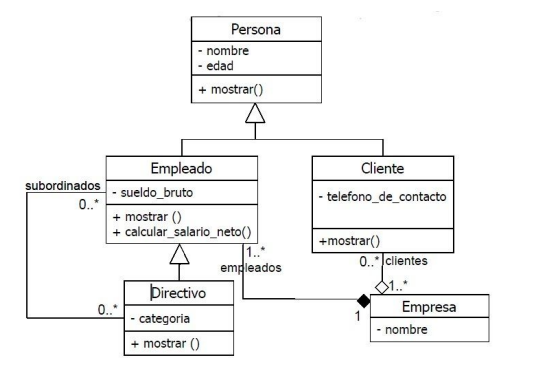 Persona
- nombre
- edad
+ mostrar()
Empleado
- sueldo_bruto
+ mostrar ()
+ calcular_salario_neto()
Cliente
- telefono_de_contacto
+mostrar()
subordinados
0..*
1..*
empleados
0..*
clientes
1..*
Directivo
- categoria
+ mostrar ()
0..*
1
Empresa
- nombre